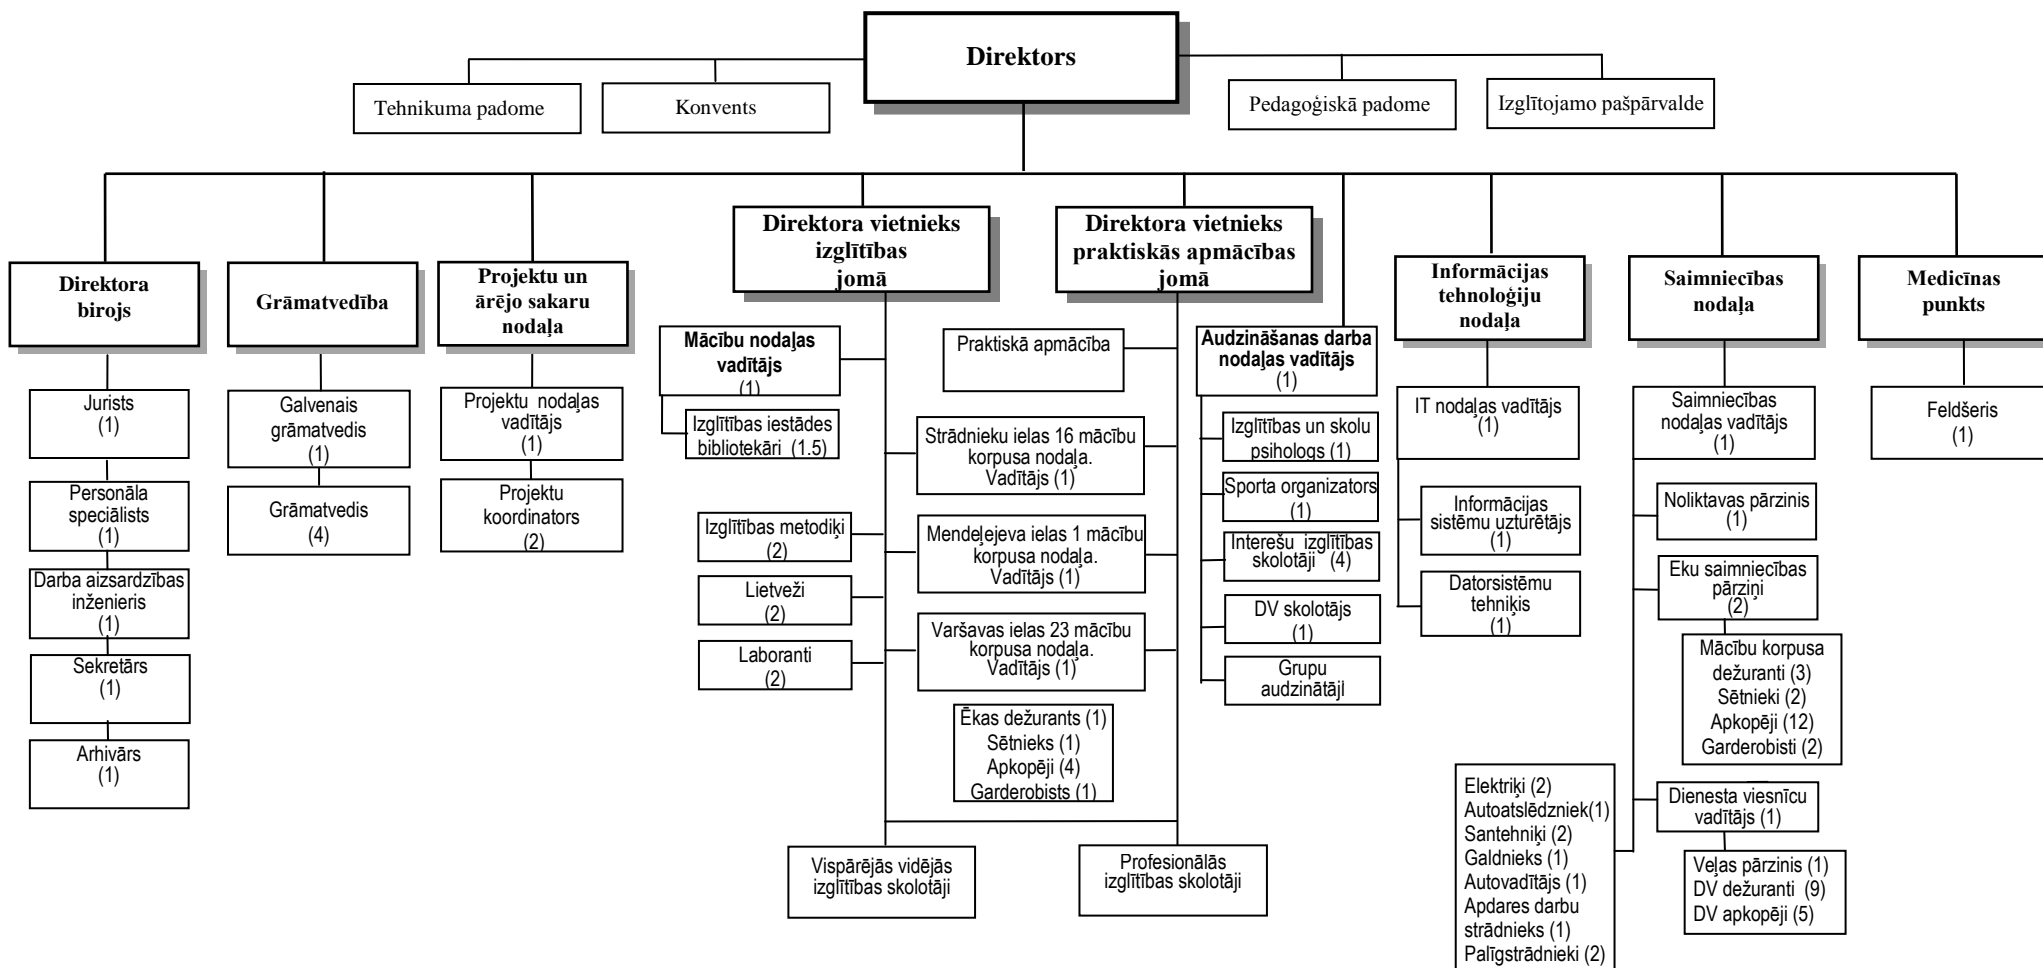 Direktors
Tehnikuma padome
Konvents
Pedagoģiskā padome
Izglītojamo pašpārvalde
Direktora
birojs
Grāmatvedība
Projektu un
ārējo sakaru
nodaļa
Direktora vietnieks
izglītības
jomā
Direktora vietnieks
praktiskās apmācības
jomā
Informācijas
tehnoloģiju
nodaļa
Saimniecības
nodaļa
Medicīnas
punkts
Jurists
(1)
Personāla
speciālists
(1)
Darba aizsardzības
inženieris
(1)
Sekretārs
(1)
Arhivārs
(1)
Galvenais
grāmatvedis
(1)
Grāmatvedis
(4)
Projektu nodaļas
vadītājs
(1)
Projektu
koordinators
(2)
Mācību nodaļas
vadītājs
(1)
Izglītības iestādes
bibliotekāri (1.5)
Izglītības metodiķi
(2)
Lietveži
(2)
Laboranti
(2)
Praktiskā apmācība
Strādnieku ielas 16 mācību
korpusa nodaļa.
Vadītājs (1)
Mendeļejeva ielas 1 mācību
korpusa nodaļa.
Vadītājs (1)
Varšavas ielas 23 mācību
korpusa nodaļa.
Vadītājs (1)
Ēkas dežurants (1)
Sētnieks (1)
Apkopēji (4)
Garderobists (1)
Vispārējās vidējās
izglītības skolotāji
Profesionālās
izglītības skolotāji
Audzināšanas darba
nodaļas vadītājs
(1)
Izglītības un skolu
psihologs (1)
Sporta organizators
(1)
Interešu izglītības
skolotāji (4)
DV skolotājs
(1)
Grupu
audzinātājI
IT nodaļas vadītājs
(1)
Informācijas
sistēmu uzturētājs
(1)
Datorsistēmu
tehniķis
(1)
Saimniecības
nodaļas vadītājs
(1)
Noliktavas pārzinis
(1)
Eku saimniecības
pārziņi
(2)
Mācību korpusa
dežuranti (3)
Sētnieki (2)
Apkopēji (12)
Garderobisti (2)
Dienesta viesnīcu
vadītājs (1)
Veļas pārzinis (1)
DV dežuranti (9)
DV apkopēji (5)
Elektriķi (2)
Autoatslēdzniek(1)
Santehniķi (2)
Galdnieks (1)
Autovadītājs (1)
Apdares darbu
strādnieks (1)
Palīgstrādnieki (2)
Feldšeris
(1)